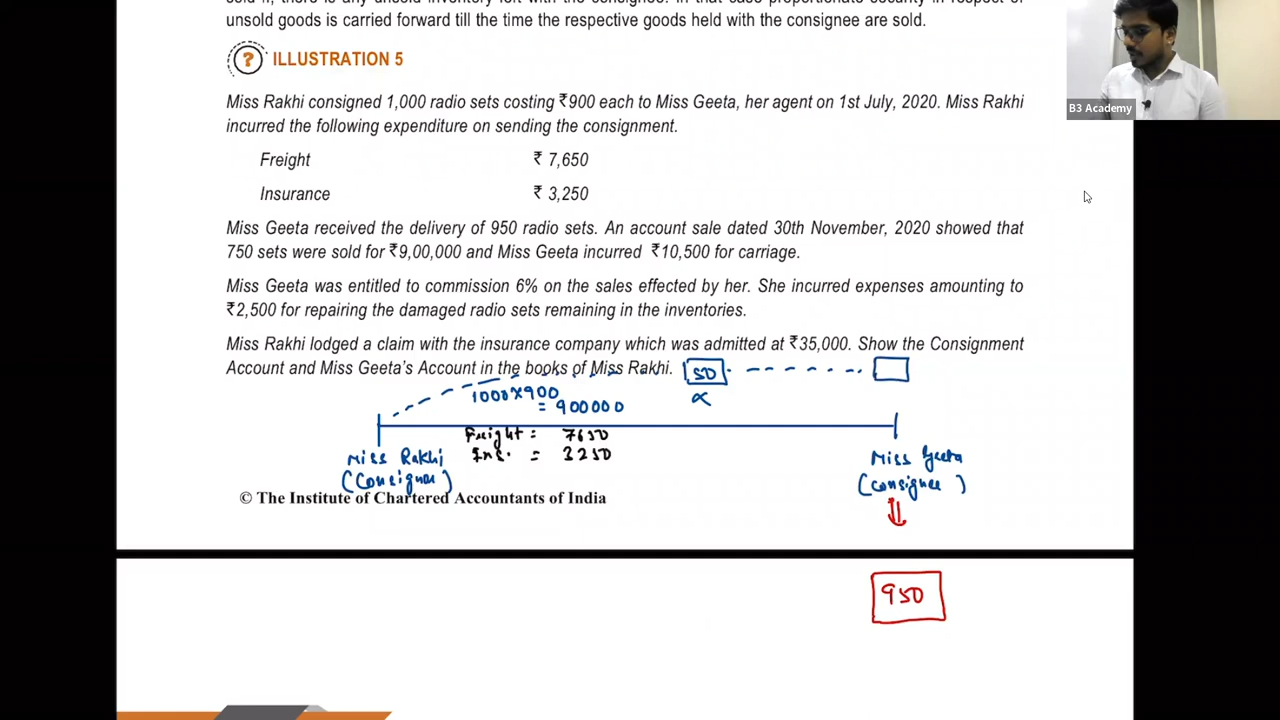 sold if, there is any unsold inventory left with the consignee. In that case proportionate security in respect of
unsold goods is carried forward till the time the respective goods held with the consignee are sold.
? ILLUSTRATION 5
Miss Rakhi consigned 1,000 radio sets costing ₹900 each to Miss Geeta, her agent on 1st July, 2020. Miss Rakhi
incurred the following expenditure on sending the consignment.
Freight ₹ 7,650
Insurance ₹ 3,250
Miss Geeta received the delivery of 950 radio sets. An account sale dated 30th November, 2020 showed that
750 sets were sold for ₹9,00,000 and Miss Geeta incurred ₹10,500 for carriage.
Miss Geeta was entitled to commission 6% on the sales effected by her. She incurred expenses amounting to
₹2,500 for repairing the damaged radio sets remaining in the inventories.
Miss Rakhi lodged a claim with the insurance company which was admitted at ₹35,000. Show the Consignment
Account and Miss Geeta's Account in the books of Miss Rakhi.
50
1000×900
= 900000
Freight = 7650
Ins. = 3250
Miss Rakhi
(Consignor)
Miss Geeta
(Consignee)
© The Institute of Chartered Accountants of India
950
B3 Academy